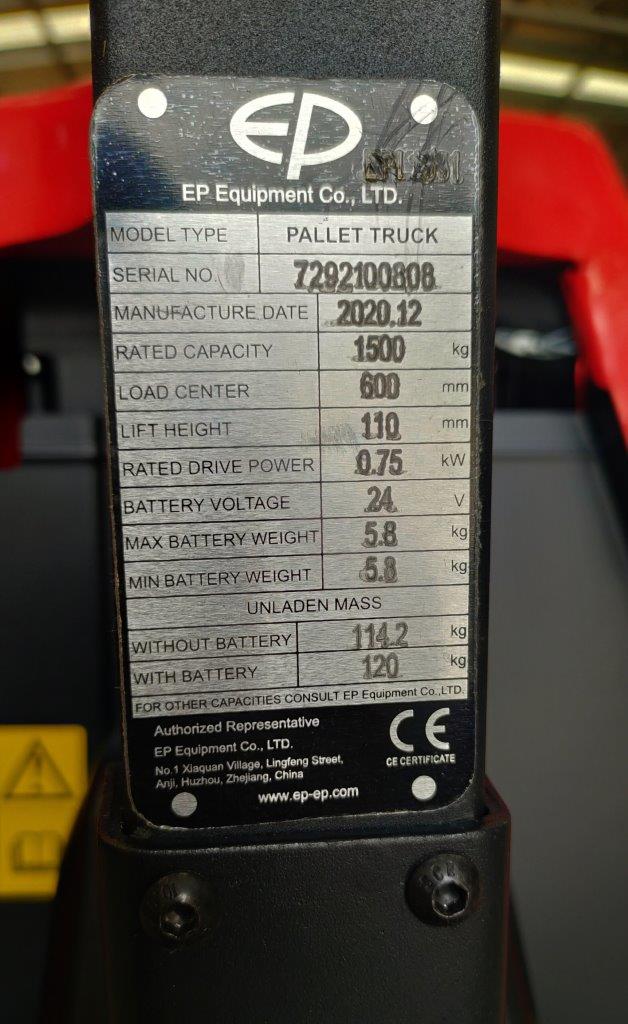 EP
EP Equipment Co., LTD.
MODEL TYPE PALLET TRUCK
SERIAL NO. 7292100808
MANUFACTURE DATE 2020.12
RATED CAPACITY 1500 kg
LOAD CENTER 600 mm
LIFT HEIGHT 110 mm
RATED DRIVE POWER 0.75 kW
BATTERY VOLTAGE 24 V
MAX BATTERY WEIGHT 5.8 kg
MIN BATTERY WEIGHT 5.8 kg
UNLADEN MASS
WITHOUT BATTERY 114.2 kg
WITH BATTERY 120 kg
FOR OTHER CAPACITIES CONSULT EP Equipment Co.,LTD.
Authorized Representative
EP Equipment Co., LTD.
No.1 Xiaquan Village, Lingfeng Street,
Anji, Huzhou, Zhejiang, China
www.ep-ep.com
CE
CE CERTIFICATE